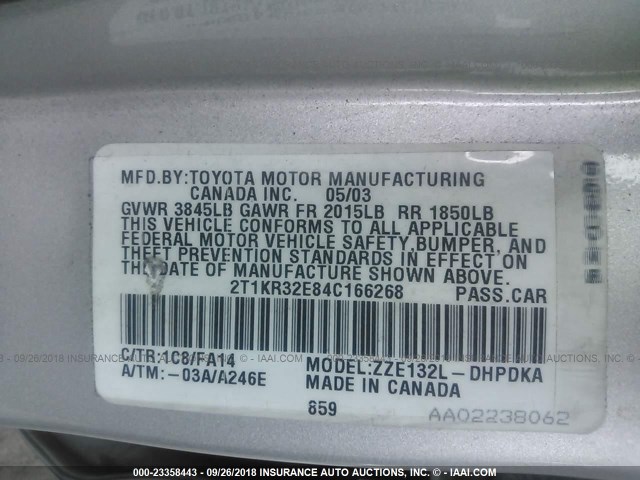 MFD.BY:TOYOTA MOTOR MANUFACTURING
CANADA INC. 05/03
GVWR 3845LB GAWR FR 2015LB RR 1850LB
THIS VEHICLE CONFORMS TO ALL APPLICABLE
FEDERAL MOTOR VEHICLE SAFETY,BUMPER, AND
THEFT PREVENTION STANDARDS IN EFFECT ON
THE DATE OF MANUFACTURE SHOWN ABOVE.
2T1KR32E84C166268 PASS.CAR
C/TR:1C8/FA14 MODEL:ZZE132L-DHPDKA
A/TM:-03A/A246E MADE IN CANADA
859 AA02238062
000-23358443 - 09/26/2018 INSURANCE AUTO AUCTIONS - © IAAI.COM